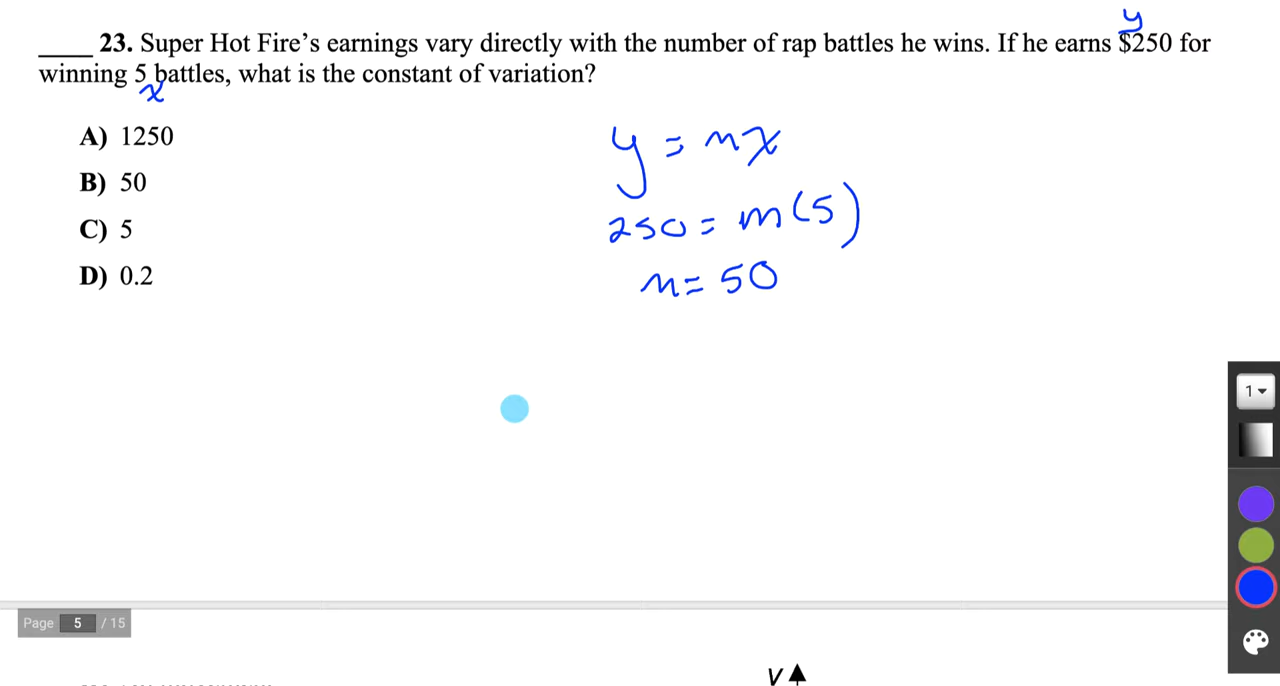 y
____ 23. Super Hot Fire’s earnings vary directly with the number of rap battles he wins. If he earns $250 for
winning 5 battles, what is the constant of variation?
x
A) 1250
B) 50
C) 5
D) 0.2
y = mx
250 = m(5)
m = 50
1
Page 5 / 15
V